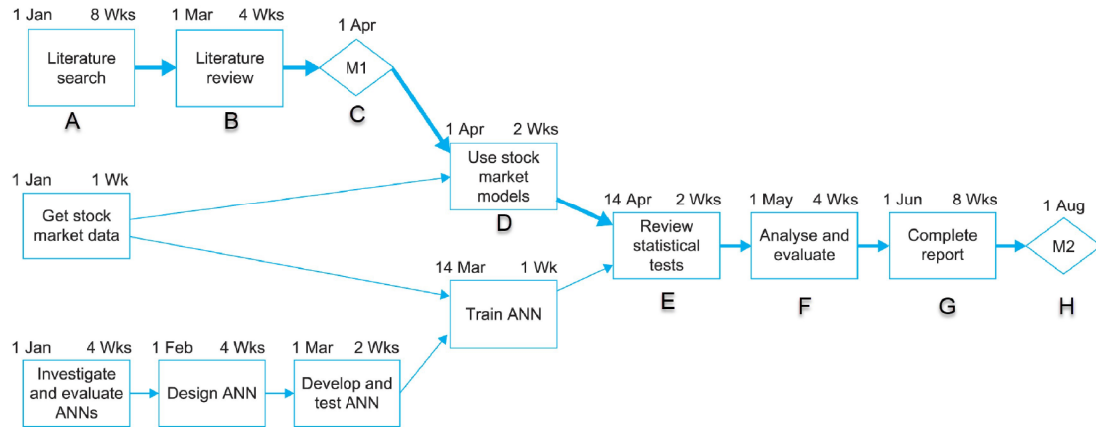 1 Jan 8 Wks
Literature
search
A
1 Mar 4 Wks
Literature
review
B
1 Apr
M1
C
1 Jan 1 Wk
Get stock
market data
1 Apr 2 Wks
Use stock
market
models
D
14 Mar 1 Wk
Train ANN
1 Jan 4 Wks
Investigate
and evaluate
ANNs
1 Feb 4 Wks
Design ANN
1 Mar 2 Wks
Develop and
test ANN
14 Apr 2 Wks
Review
statistical
tests
E
1 May 4 Wks
Analyse and
evaluate
F
1 Jun 8 Wks
Complete
report
G
1 Aug
M2
H